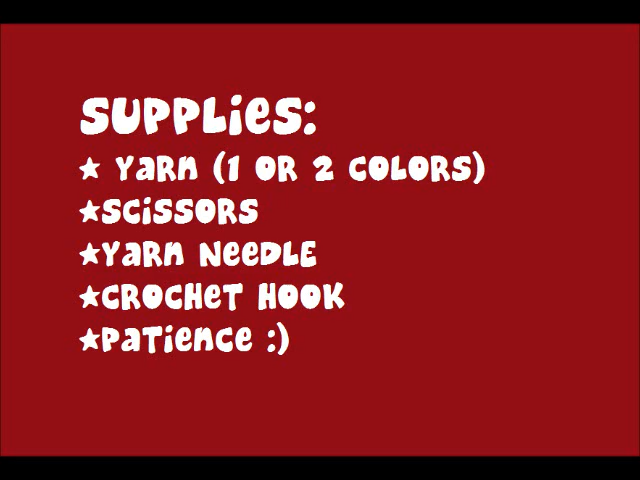 Supplies:
★ Yarn (1 or 2 colors)
★Scissors
★Yarn Needle
★Crochet Hook
★Patience :)